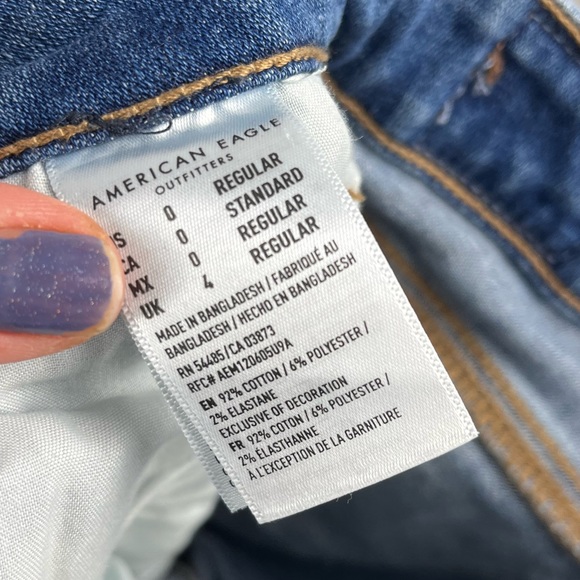 AMERICAN EAGLE
OUTFITTERS
0 REGULAR
CA 0 STANDARD
MX 0 REGULAR
UK 4 REGULAR
MADE IN BANGLADESH / FABRIQUÉ AU
BANGLADESH / HECHO EN BANGLADESH
RN 54485/CA 03873
RFC# AEM120605U9A
EN 92% COTTON / 6% POLYESTER /
2% ELASTANE
EXCLUSIVE OF DECORATION
FR 92% COTON / 6% POLYESTER /
2% ÉLASTHANNE
À L'EXCEPTION DE LA GARNITURE